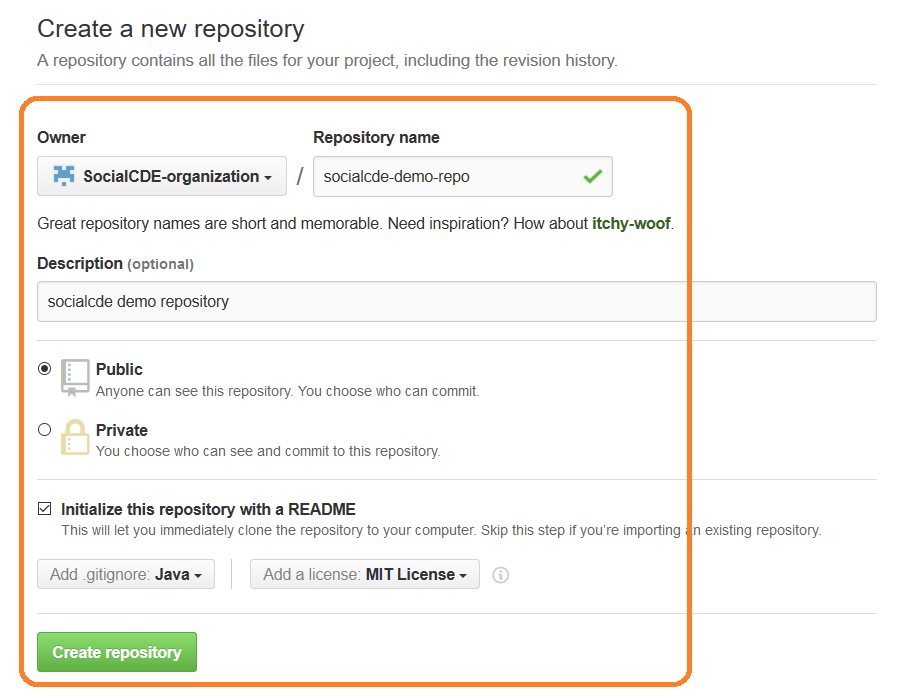 Create a new repository
A repository contains all the files for your project, including the revision history.
Owner Repository name
SocialCDE-organization / socialcde-demo-repo
Great repository names are short and memorable. Need inspiration? How about itchy-woof.
Description (optional)
socialcde demo repository
Public
Anyone can see this repository. You choose who can commit.
Private
You choose who can see and commit to this repository.
Initialize this repository with a README
This will let you immediately clone the repository to your computer. Skip this step if you’re importing an existing repository.
Add .gitignore: Java Add a license: MIT License
Create repository